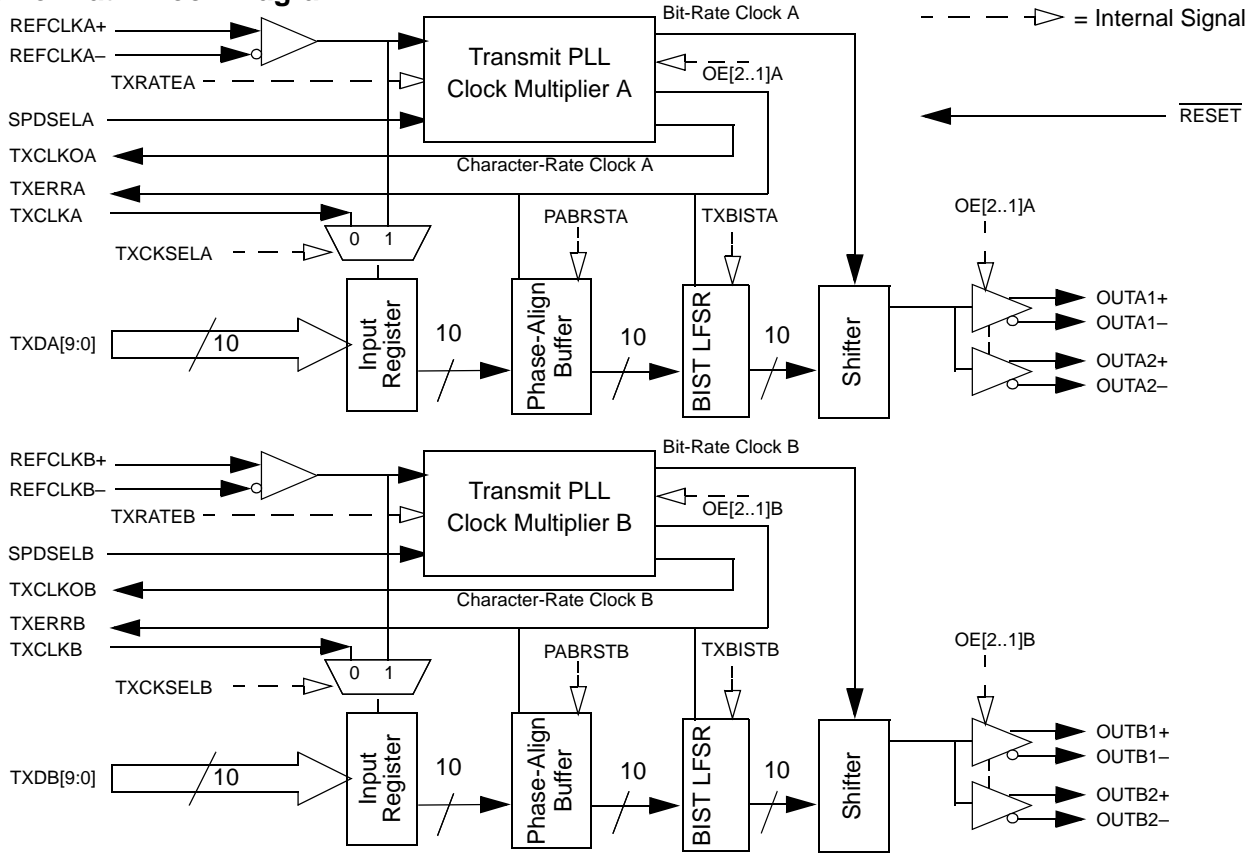 Bit-Rate Clock A
= Internal Signal
REFCLKA+
REFCLKA–
Transmit PLL
Clock Multiplier A
TXRATEA
OE[2..1]A
SPDSELA
RESET
TXCLKOA
Character-Rate Clock A
TXERRA
TXCLKA
PABRSTA
TXBISTA
OE[2..1]A
0 1
TXCKSELA
TXDA[9:0]
10
Input
Register
10
Phase-Align
Buffer
10
BIST LFSR
10
Shifter
OUTA1+
OUTA1–
OUTA2+
OUTA2–
Bit-Rate Clock B
REFCLKB+
REFCLKB–
Transmit PLL
Clock Multiplier B
TXRATEB
OE[2..1]B
SPDSELB
TXCLKOB
Character-Rate Clock B
TXERRB
TXCLKB
PABRSTB
TXBISTB
OE[2..1]B
0 1
TXCKSELB
TXDB[9:0]
10
Input
Register
10
Phase-Align
Buffer
10
BIST LFSR
10
Shifter
OUTB1+
OUTB1–
OUTB2+
OUTB2–